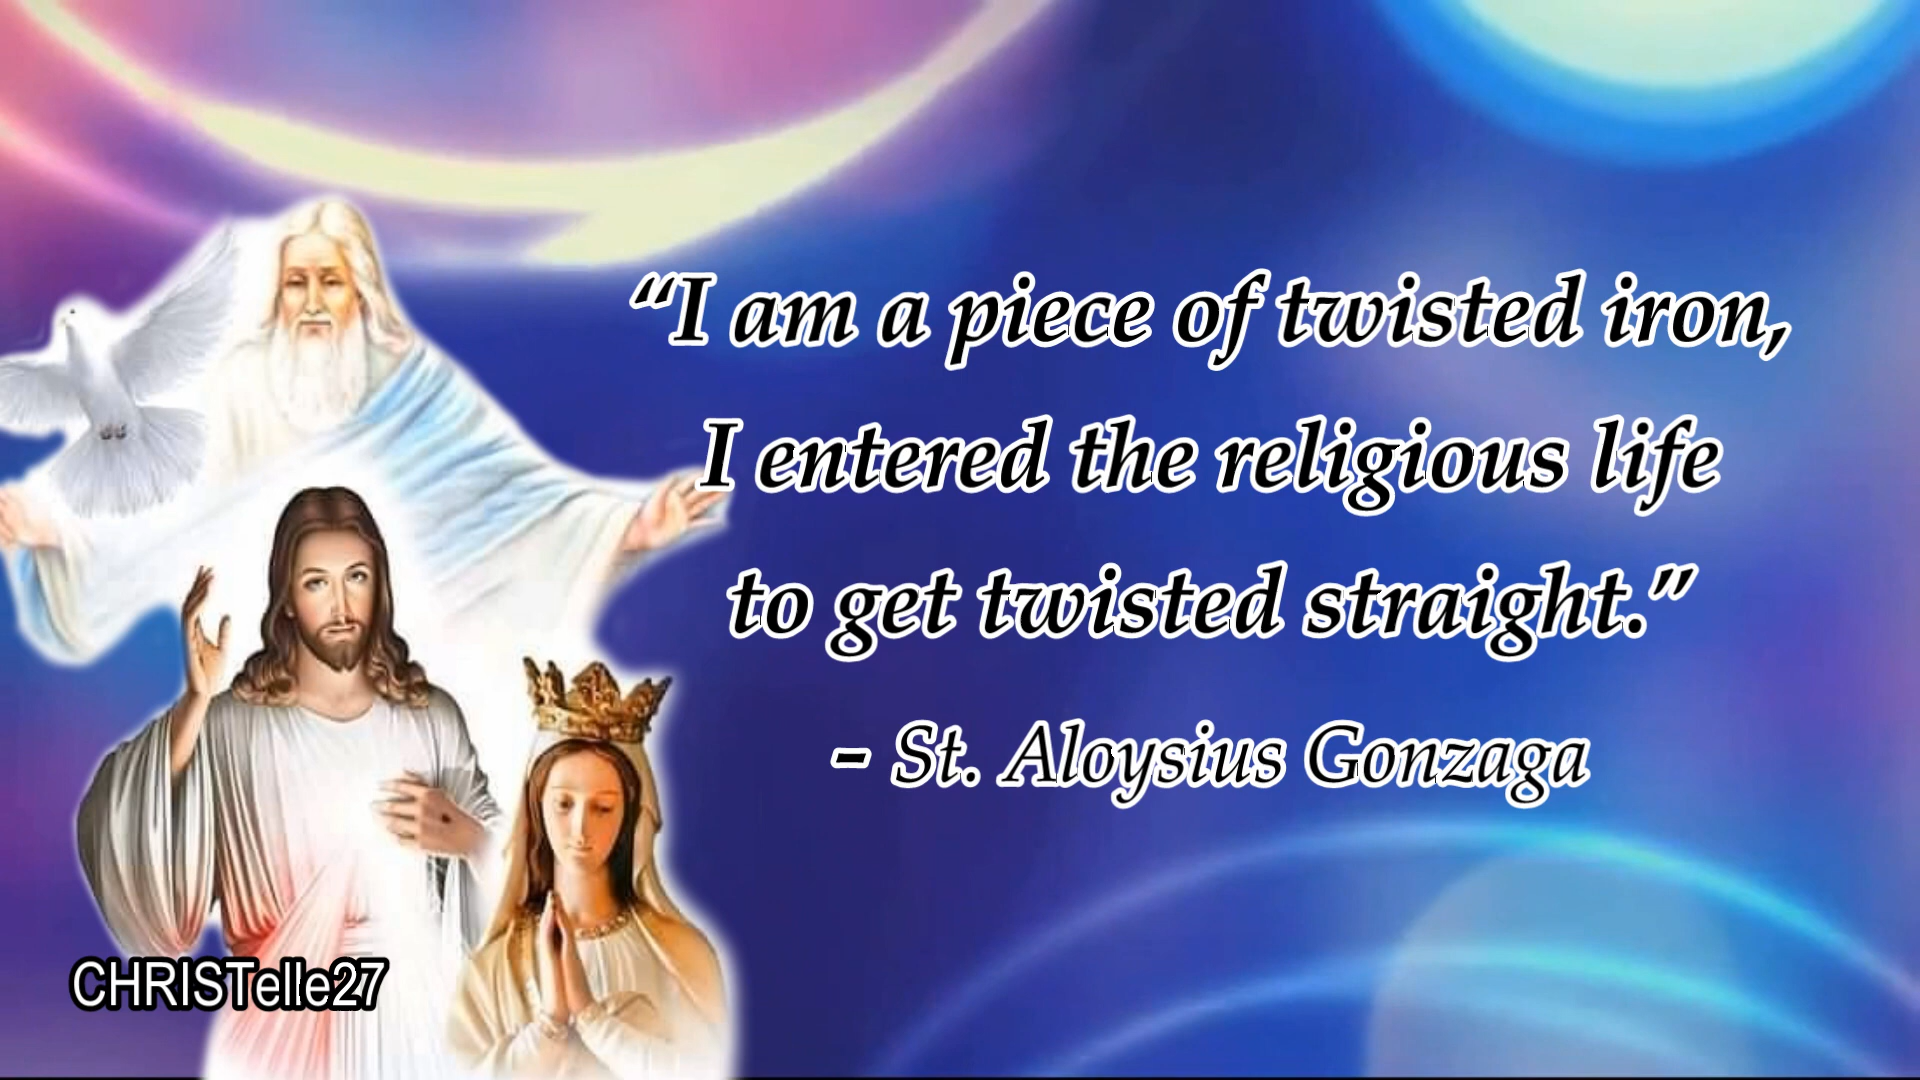 “I am a piece of twisted iron,
I entered the religious life
to get twisted straight.”
– St. Aloysius Gonzaga
CHRISTelle27